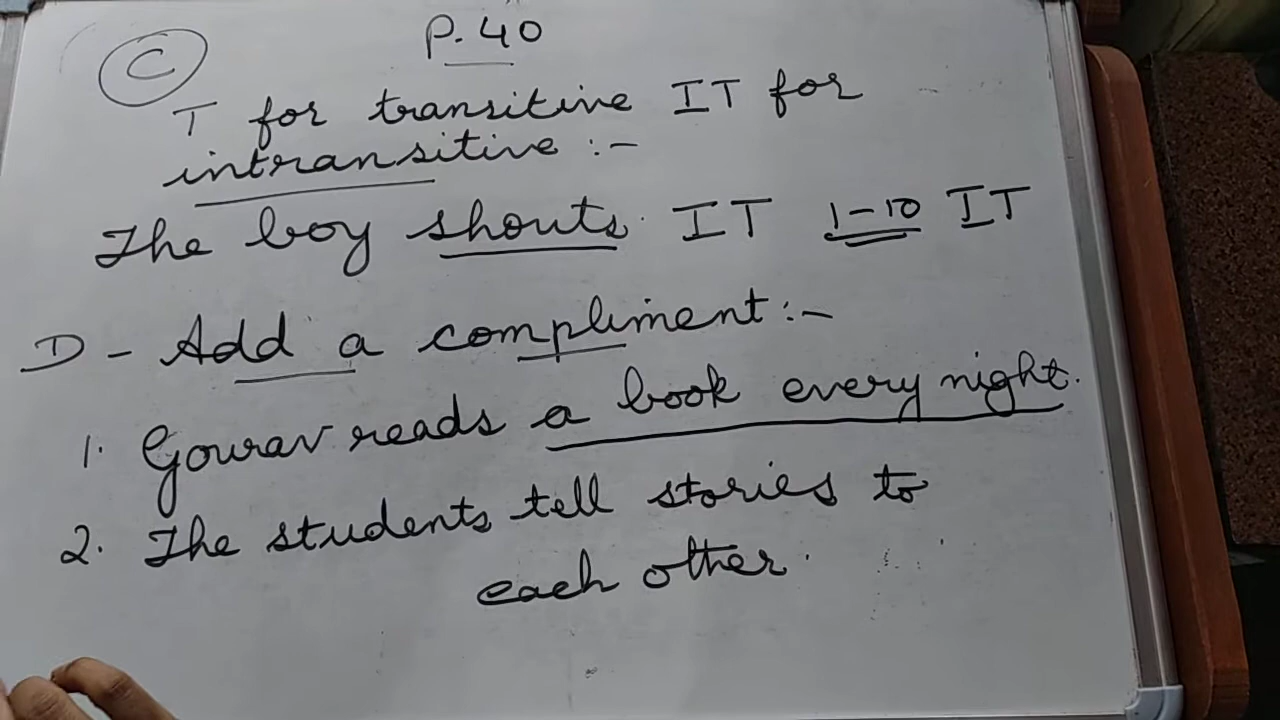 P.40
C
T for transitive IT for
intransitive :-
The boy shouts. IT 1-10 IT
D - Add a compliment :-
1. Gourav reads a book every night.
2. The students tell stories to
each other.